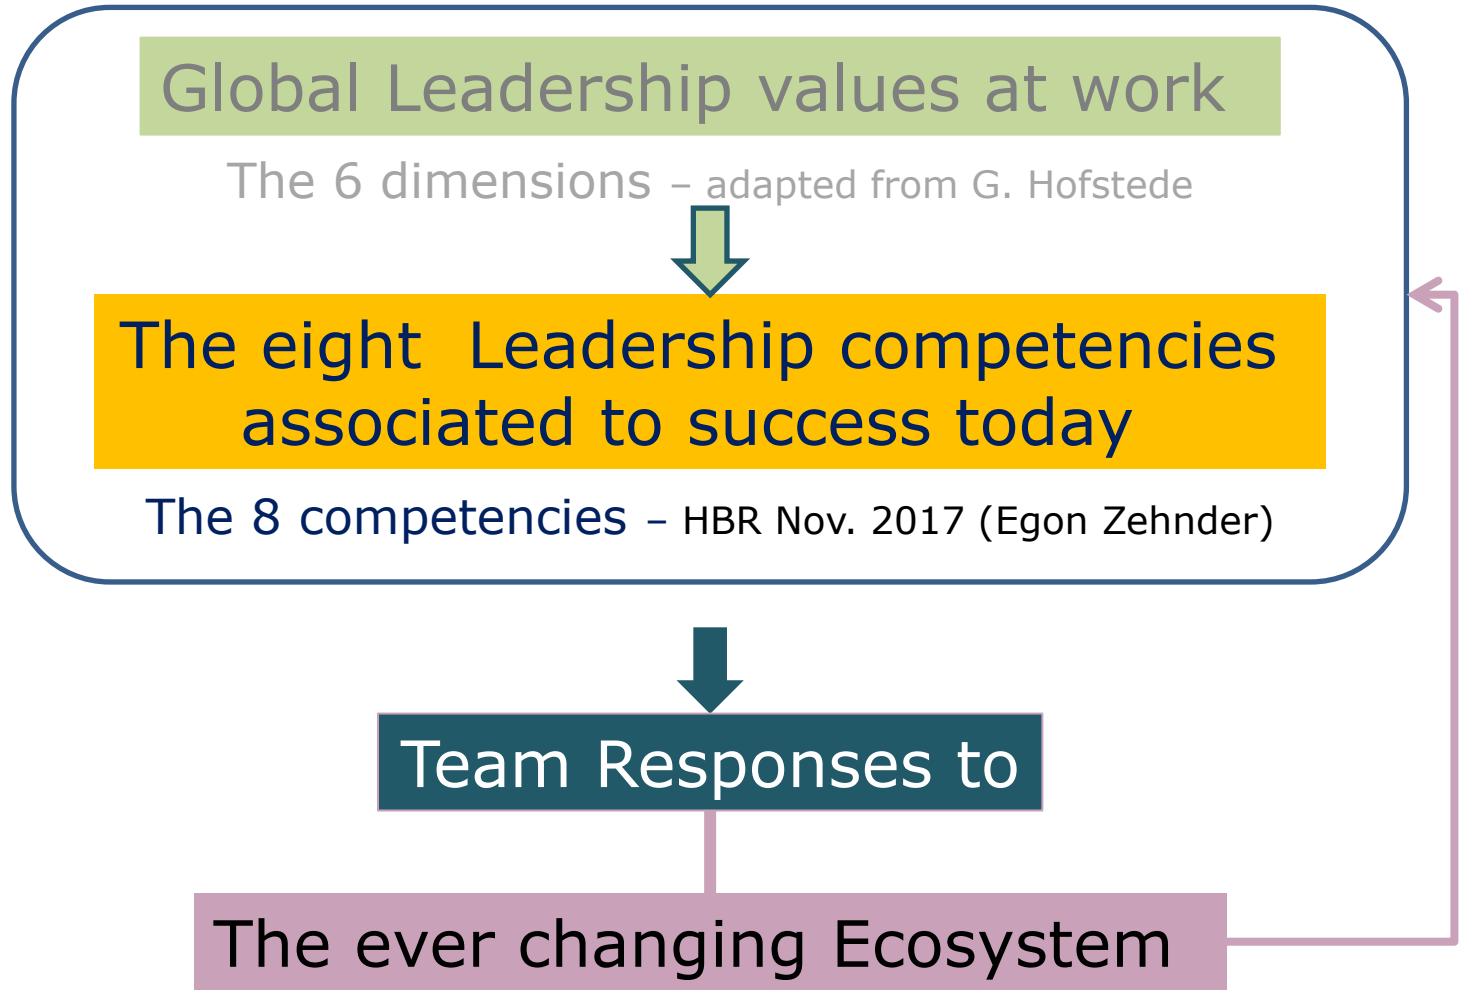 Global Leadership values at work
The 6 dimensions – adapted from G. Hofstede
The eight Leadership competencies
associated to success today
The 8 competencies – HBR Nov. 2017 (Egon Zehnder)
Team Responses to
The ever changing Ecosystem